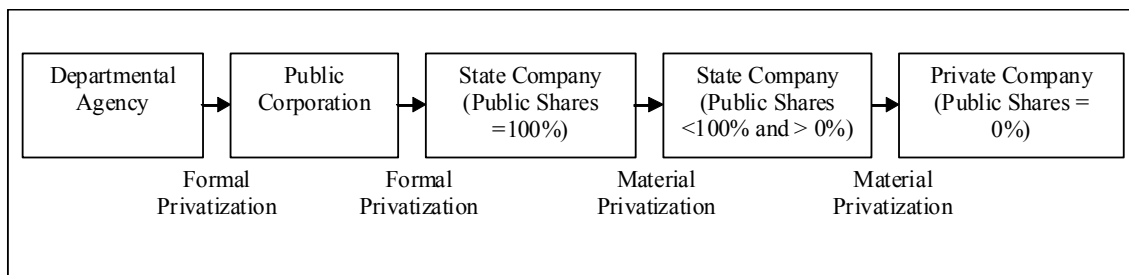 Departmental
Agency
Public
Corporation
State Company
(Public Shares
=100%)
State Company
(Public Shares
<100% and > 0%)
Private Company
(Public Shares =
0%)
Formal
Privatization
Formal
Privatization
Material
Privatization
Material
Privatization